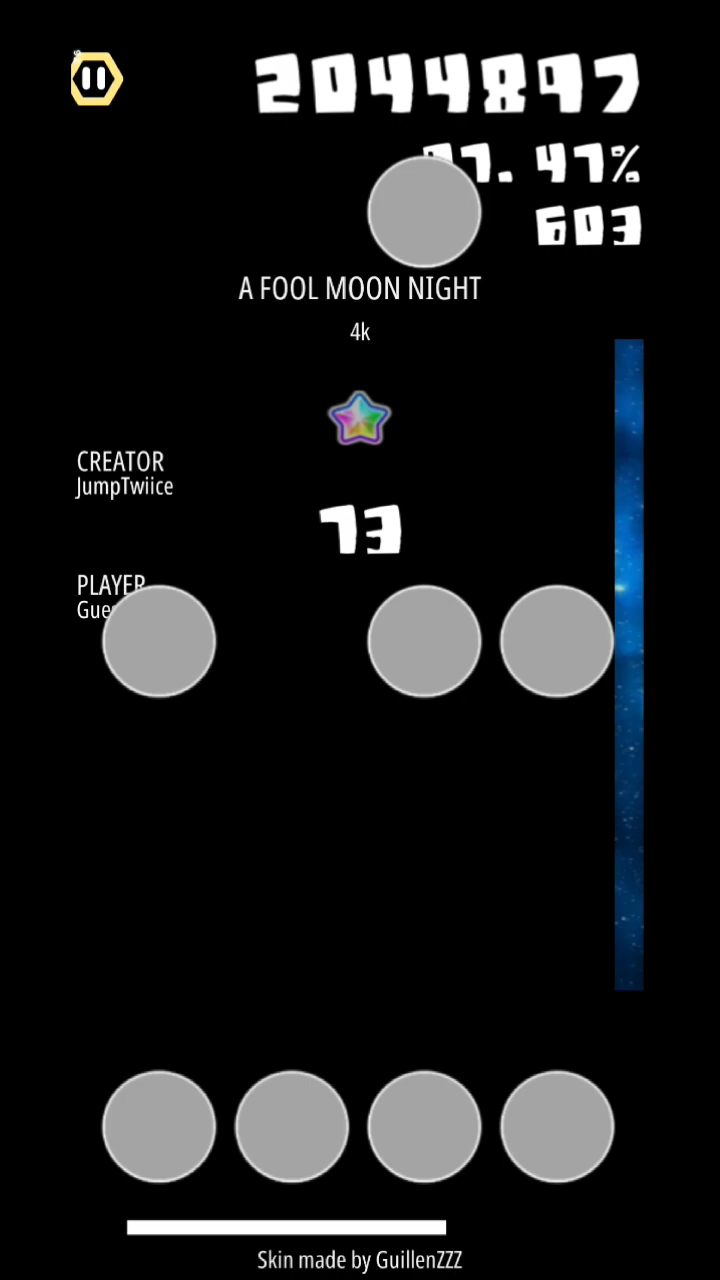 2044897
603
A FOOL MOON NIGHT
4k
CREATOR
JumpTwiice
73
PLAYER
Skin made by GuillenZZZ